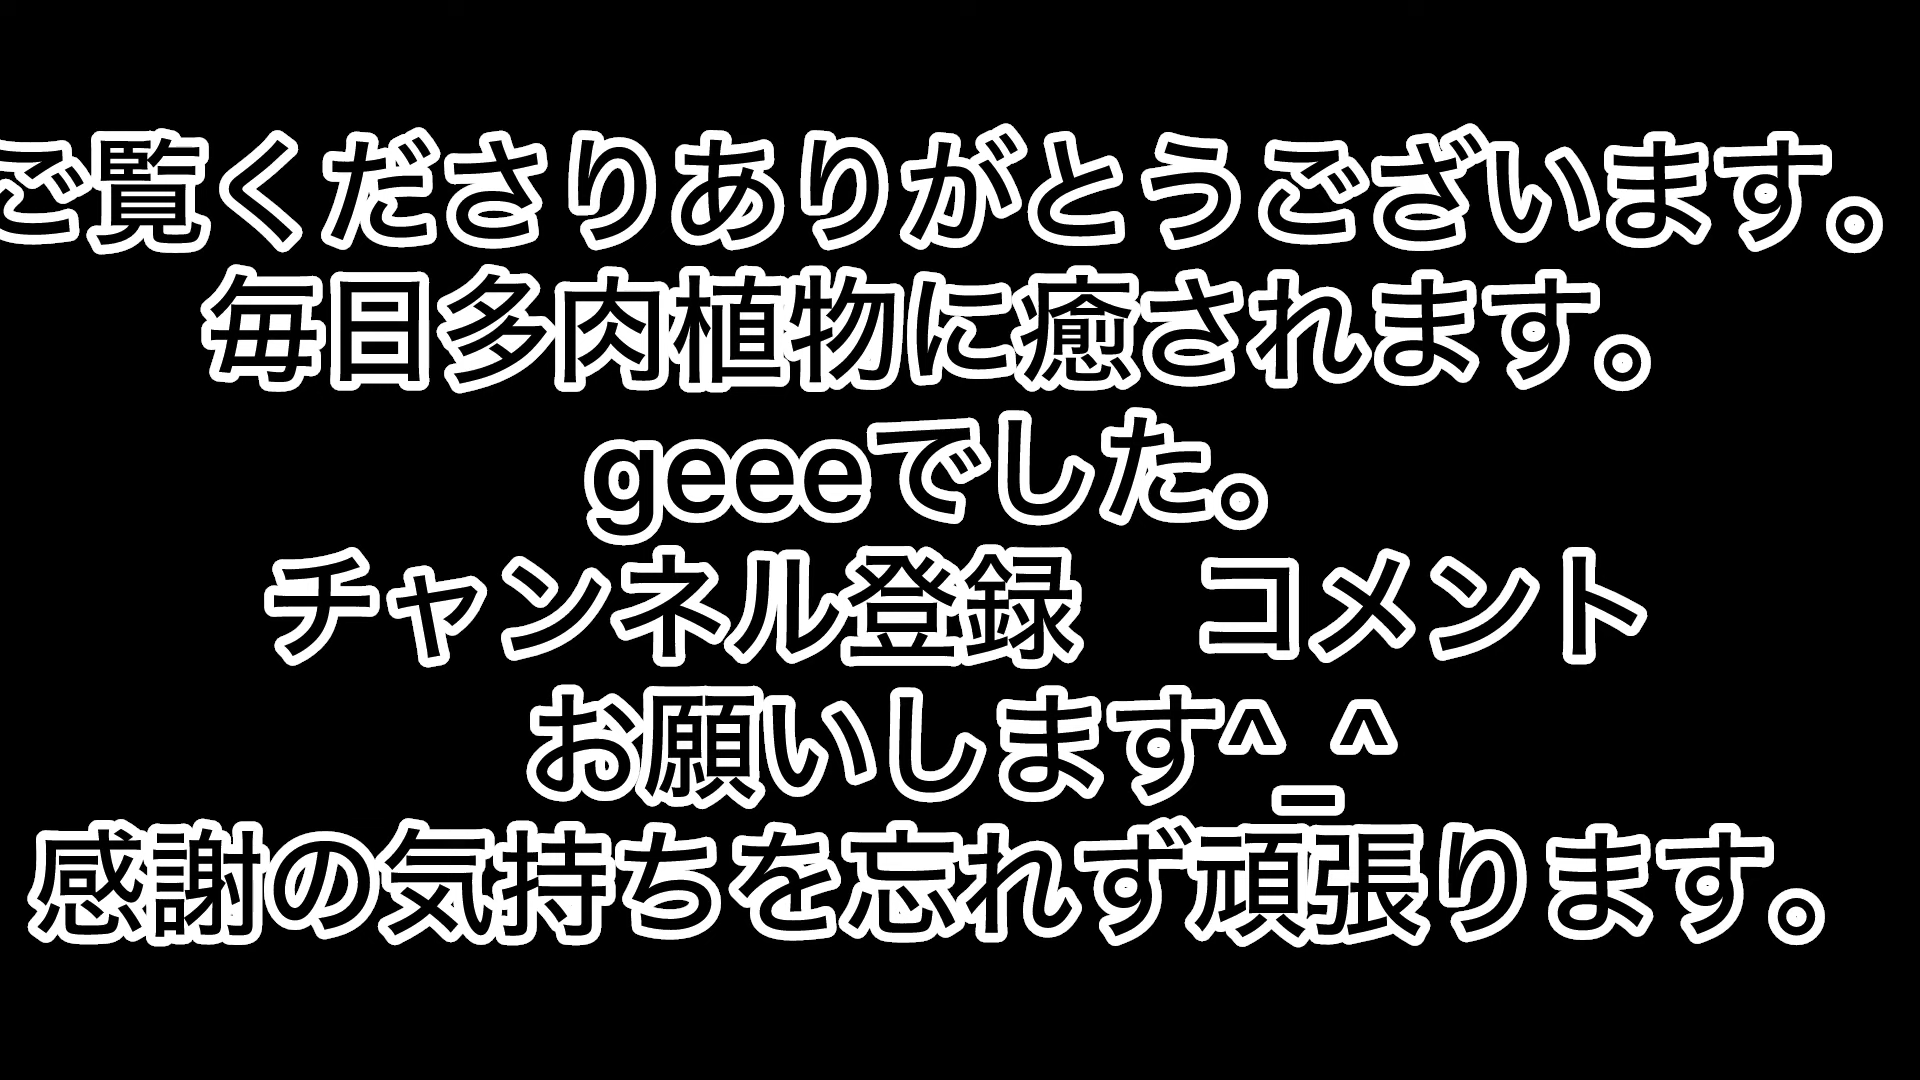 ご覧くださりありがとうございます。
毎日多肉植物に癒されます。
geeeでした。
チャンネル登録　コメント
お願いします^_^
感謝の気持ちを忘れず頑張ります。